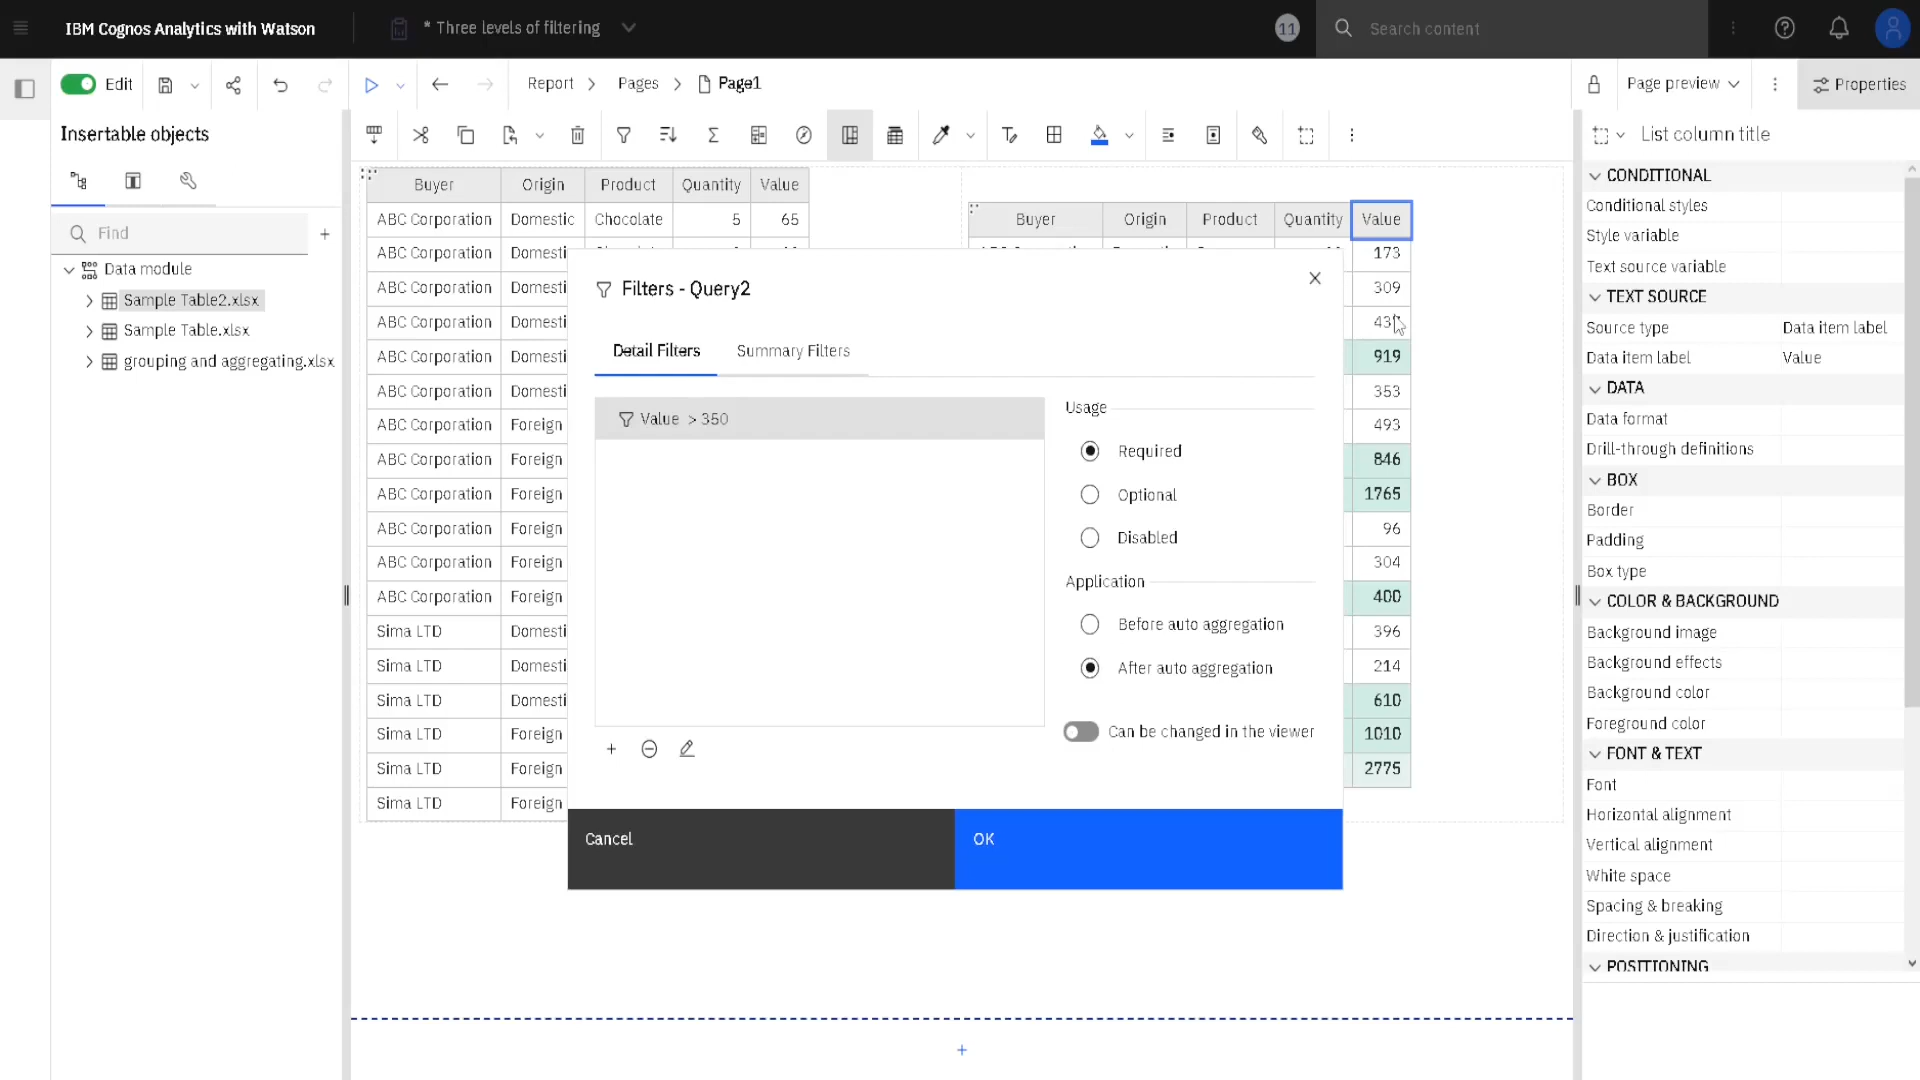 IBM Cognos Analytics with Watson
* Three levels of filtering
11
Search content
Edit
Report
Pages
Page1
Page preview
Properties
Insertable objects
Find
Data module
Sample Table2.xlsx
Sample Table.xlsx
grouping and aggregating.xlsx
Buyer Origin Product Quantity Value
ABC Corporation Domestic Chocolate 5 65
ABC Corporation Domesti
ABC Corporation Domesti
ABC Corporation Domesti
ABC Corporation Domesti
ABC Corporation Domesti
ABC Corporation Foreign
ABC Corporation Foreign
ABC Corporation Foreign
ABC Corporation Foreign
ABC Corporation Foreign
ABC Corporation Foreign
Sima LTD Domesti
Sima LTD Domesti
Sima LTD Domesti
Sima LTD Foreign
Sima LTD Foreign
Sima LTD Foreign
Buyer Origin Product Quantity Value
173
309
919
353
493
846
1765
96
304
400
396
214
610
1010
2775
Filters - Query2
Detail Filters
Summary Filters
Value > 350
Usage
Required
Optional
Disabled
Application
Before auto aggregation
After auto aggregation
Can be changed in the viewer
Cancel
OK
List column title
CONDITIONAL
Conditional styles
Style variable
Text source variable
TEXT SOURCE
Source type Data item label
Data item label Value
DATA
Data format
Drill-through definitions
BOX
Border
Padding
Box type
COLOR & BACKGROUND
Background image
Background effects
Background color
Foreground color
FONT & TEXT
Font
Horizontal alignment
Vertical alignment
White space
Spacing & breaking
Direction & justification
POSITIONING